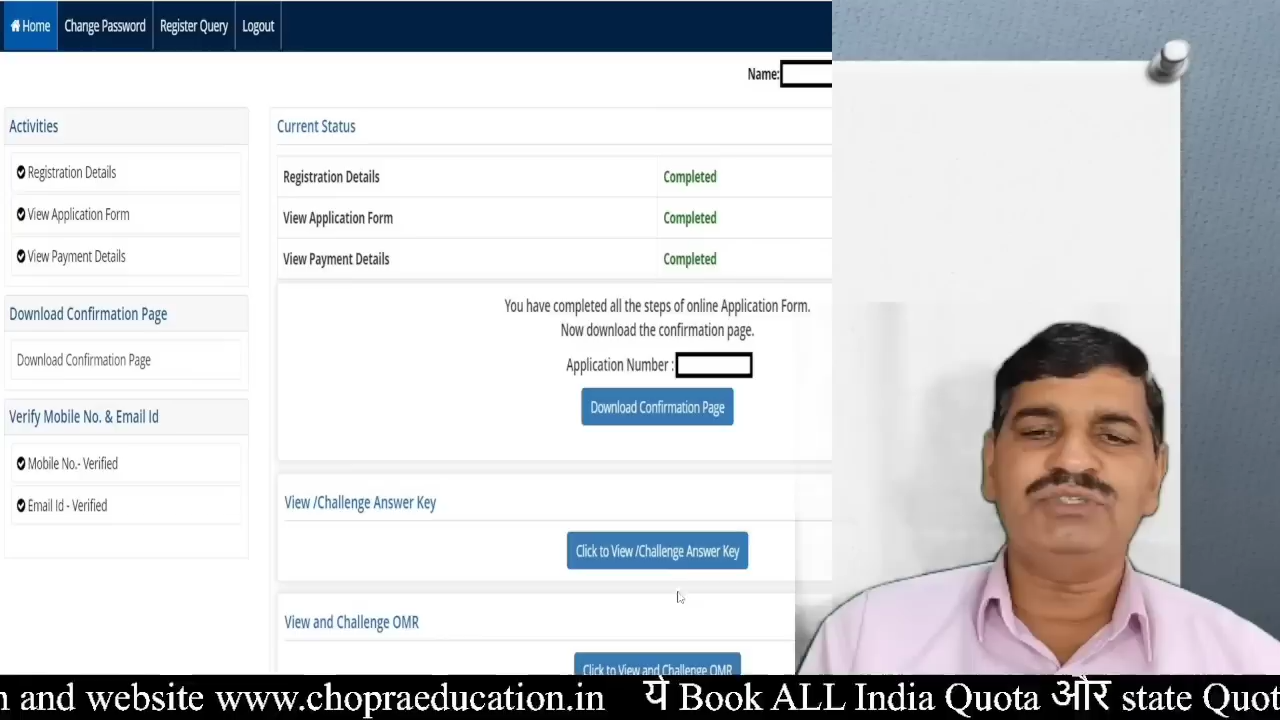 Home Change Password Register Query Logout
Name:
Activities
Registration Details
View Application Form
View Payment Details
Download Confirmation Page
Download Confirmation Page
Verify Mobile No. & Email Id
Mobile No.- Verified
Email Id - Verified
Current Status
Registration Details Completed
View Application Form Completed
View Payment Details Completed
You have completed all the steps of online Application Form.
Now download the confirmation page.
Application Number :
Download Confirmation Page
View /Challenge Answer Key
Click to View /Challenge Answer Key
View and Challenge OMR
Click to View and Challenge OMR
and website www.chopraeducation.in ये Book ALL India Quota और state